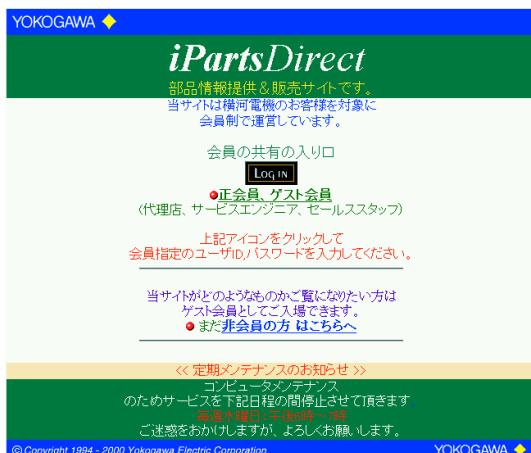 YOKOGAWA
iPartsDirect
部品情報提供＆販売サイトです。
当サイトは横河電機のお客様を対象に
会員制で運営しています。
会員の共有の入り口
LOG IN
正会員、ゲスト会員
(代理店、サービスエンジニア、セールススタッフ)
上記アイコンをクリックして
会員指定のユーザID,パスワードを入力してください。
当サイトがどのようなものかご覧になりたい方は
ゲスト会員としてご入場できます。
まだ非会員の方 はこちらへ
<< 定期メンテナンスのお知らせ >>
コンピュータメンテナンス
のためサービスを下記日程の間停止させて頂きます。
毎週水曜日:午後
ご迷惑をおかけしますが、よろしくお願いします。
© Copyright 1994 - 2000 Yokogawa Electric Corporation
YOKOGAWA